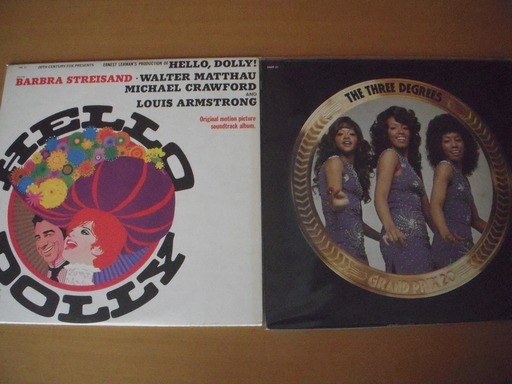 20TH CENTURY-FOX PRESENTS ERNEST LEHMAN'S PRODUCTION OF HELLO, DOLLY!
BARBRA STREISAND · WALTER MATTHAU
MICHAEL CRAWFORD
AND
LOUIS ARMSTRONG
Original motion picture
soundtrack album.
HELLO
DOLLY
THE THREE DEGREES
GRAND PRIX 20